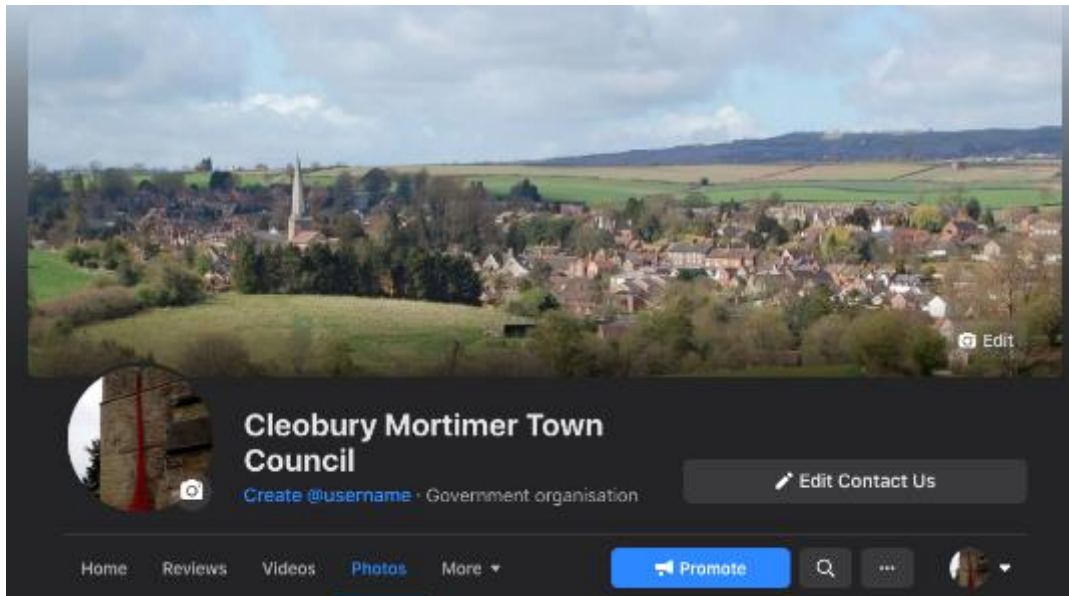 Edit
Cleobury Mortimer Town
Council
Create @username · Government organisation
Edit Contact Us
Home Reviews Videos Photos More
Promote